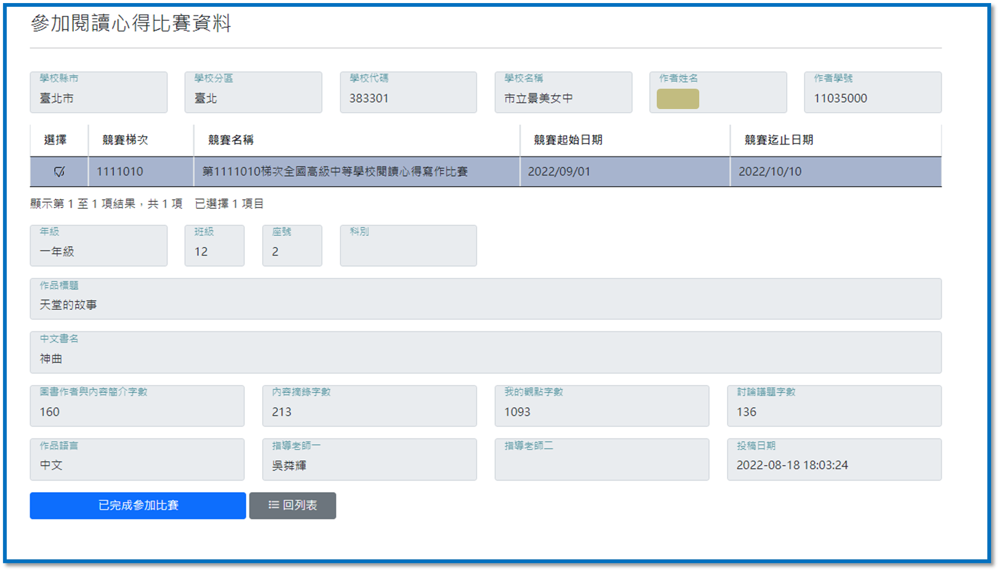 參加閱讀心得比賽資料
學校縣市 學校分區 學校代碼 學校名稱 作者姓名 作者學號
臺北市 臺北 383301 市立景美女中 11035000
選擇 競賽梯次 競賽名稱 競賽起始日期 競賽迄止日期
1111010 第1111010梯次全國高級中等學校閱讀心得寫作比賽 2022/09/01 2022/10/10
顯示第 1 至 1 項結果，共 1 項 已選擇 1 項目
年級 班級 座號 科別
一年級 12 2
作品標題
天堂的故事
中文書名
神曲
圖書作者與內容簡介字數 內容摘錄字數 我的觀點字數 討論議題字數
160 213 1093 136
作品語言 指導老師一 指導老師二 投稿日期
中文 吳粦輝 2022-08-18 18:03:24
已完成參加比賽 回列表